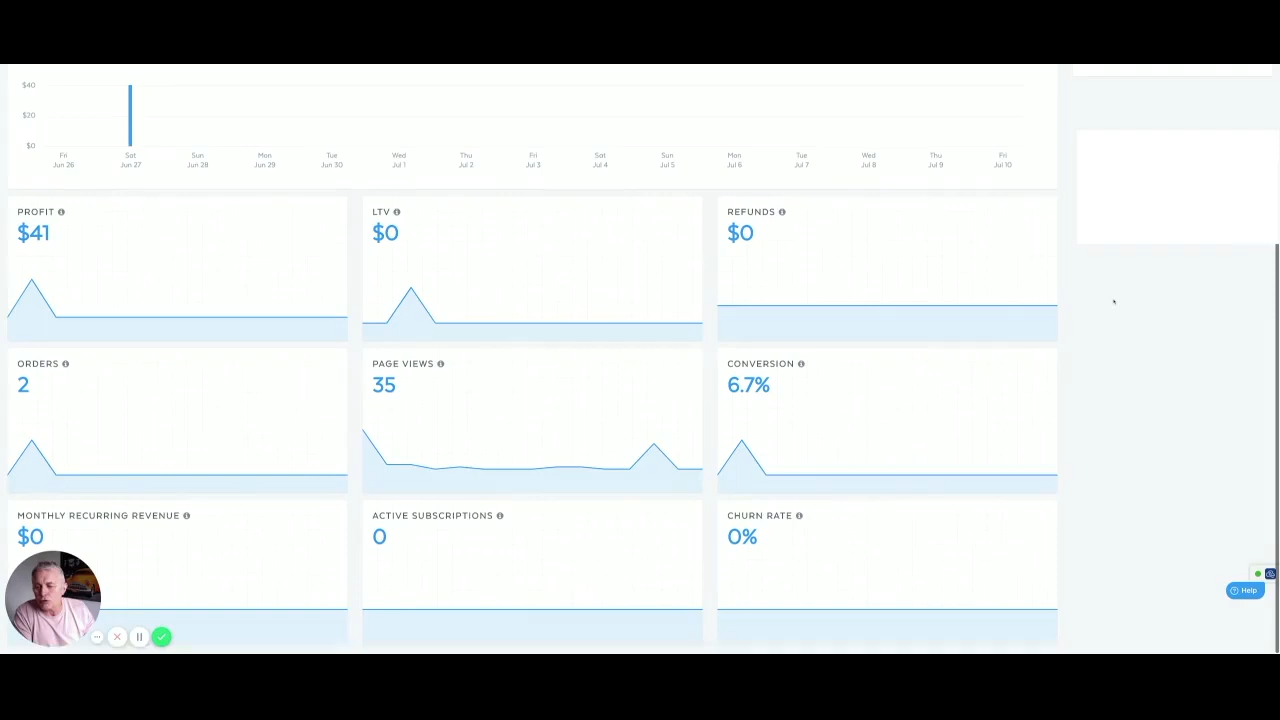 $40
$20
$0
Fri Sat Sun Mon Tue Wed Thu Fri Sat Sun Mon Tue Wed Thu Fri
Jun 26 Jun 27 Jun 28 Jun 29 Jun 30 Jul 1 Jul 2 Jul 3 Jul 4 Jul 5 Jul 6 Jul 7 Jul 8 Jul 9 Jul 10
PROFIT
$41
LTV
$0
REFUNDS
$0
ORDERS
2
PAGE VIEWS
35
CONVERSION
6.7%
MONTHLY RECURRING REVENUE
$0
ACTIVE SUBSCRIPTIONS
0
CHURN RATE
0%
Help